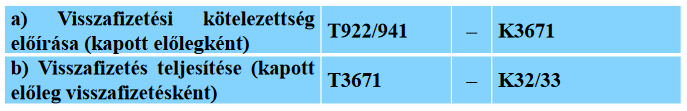 a) Visszafizetési kötelezettség
előírása (kapott előlegként) T922/941 – K3671
b) Visszafizetés teljesítése (kapott
előleg visszafizetésként) T3671 – K32/33